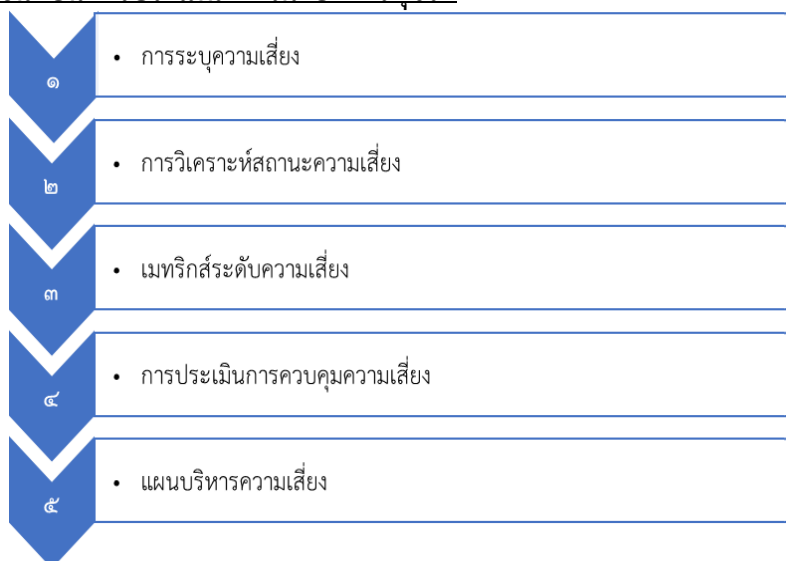 ๑
• การระบุความเสี่ยง
๒
• การวิเคราะห์สถานะความเสี่ยง
๓
• เมทริกส์ระดับความเสี่ยง
๔
• การประเมินการควบคุมความเสี่ยง
๕
• แผนบริหารความเสี่ยง